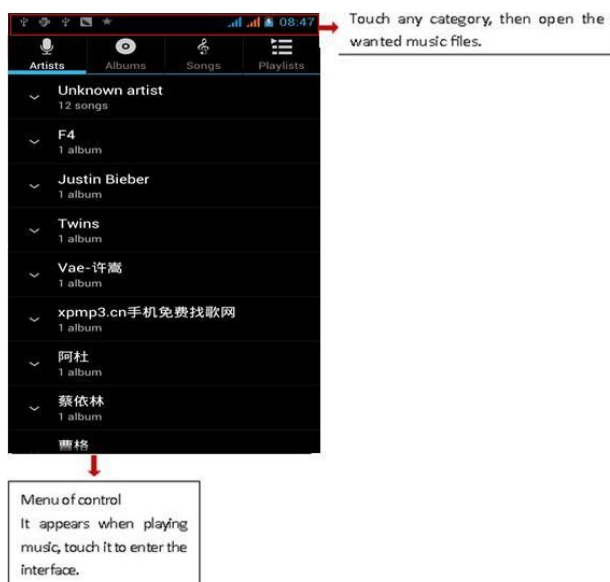 08:47
Touch any category, then open the
wanted music files.
Artists Albums Songs Playlists
Unknown artist
12 songs
F4
1 album
Justin Bieber
1 album
Twins
1 album
Vae-许嵩
1 album
xpmp3.cn手机免费找歌网
1 album
阿杜
1 album
蔡依林
1 album
曹格
Menu of control
It appears when playing
music, touch it to enter the
interface.